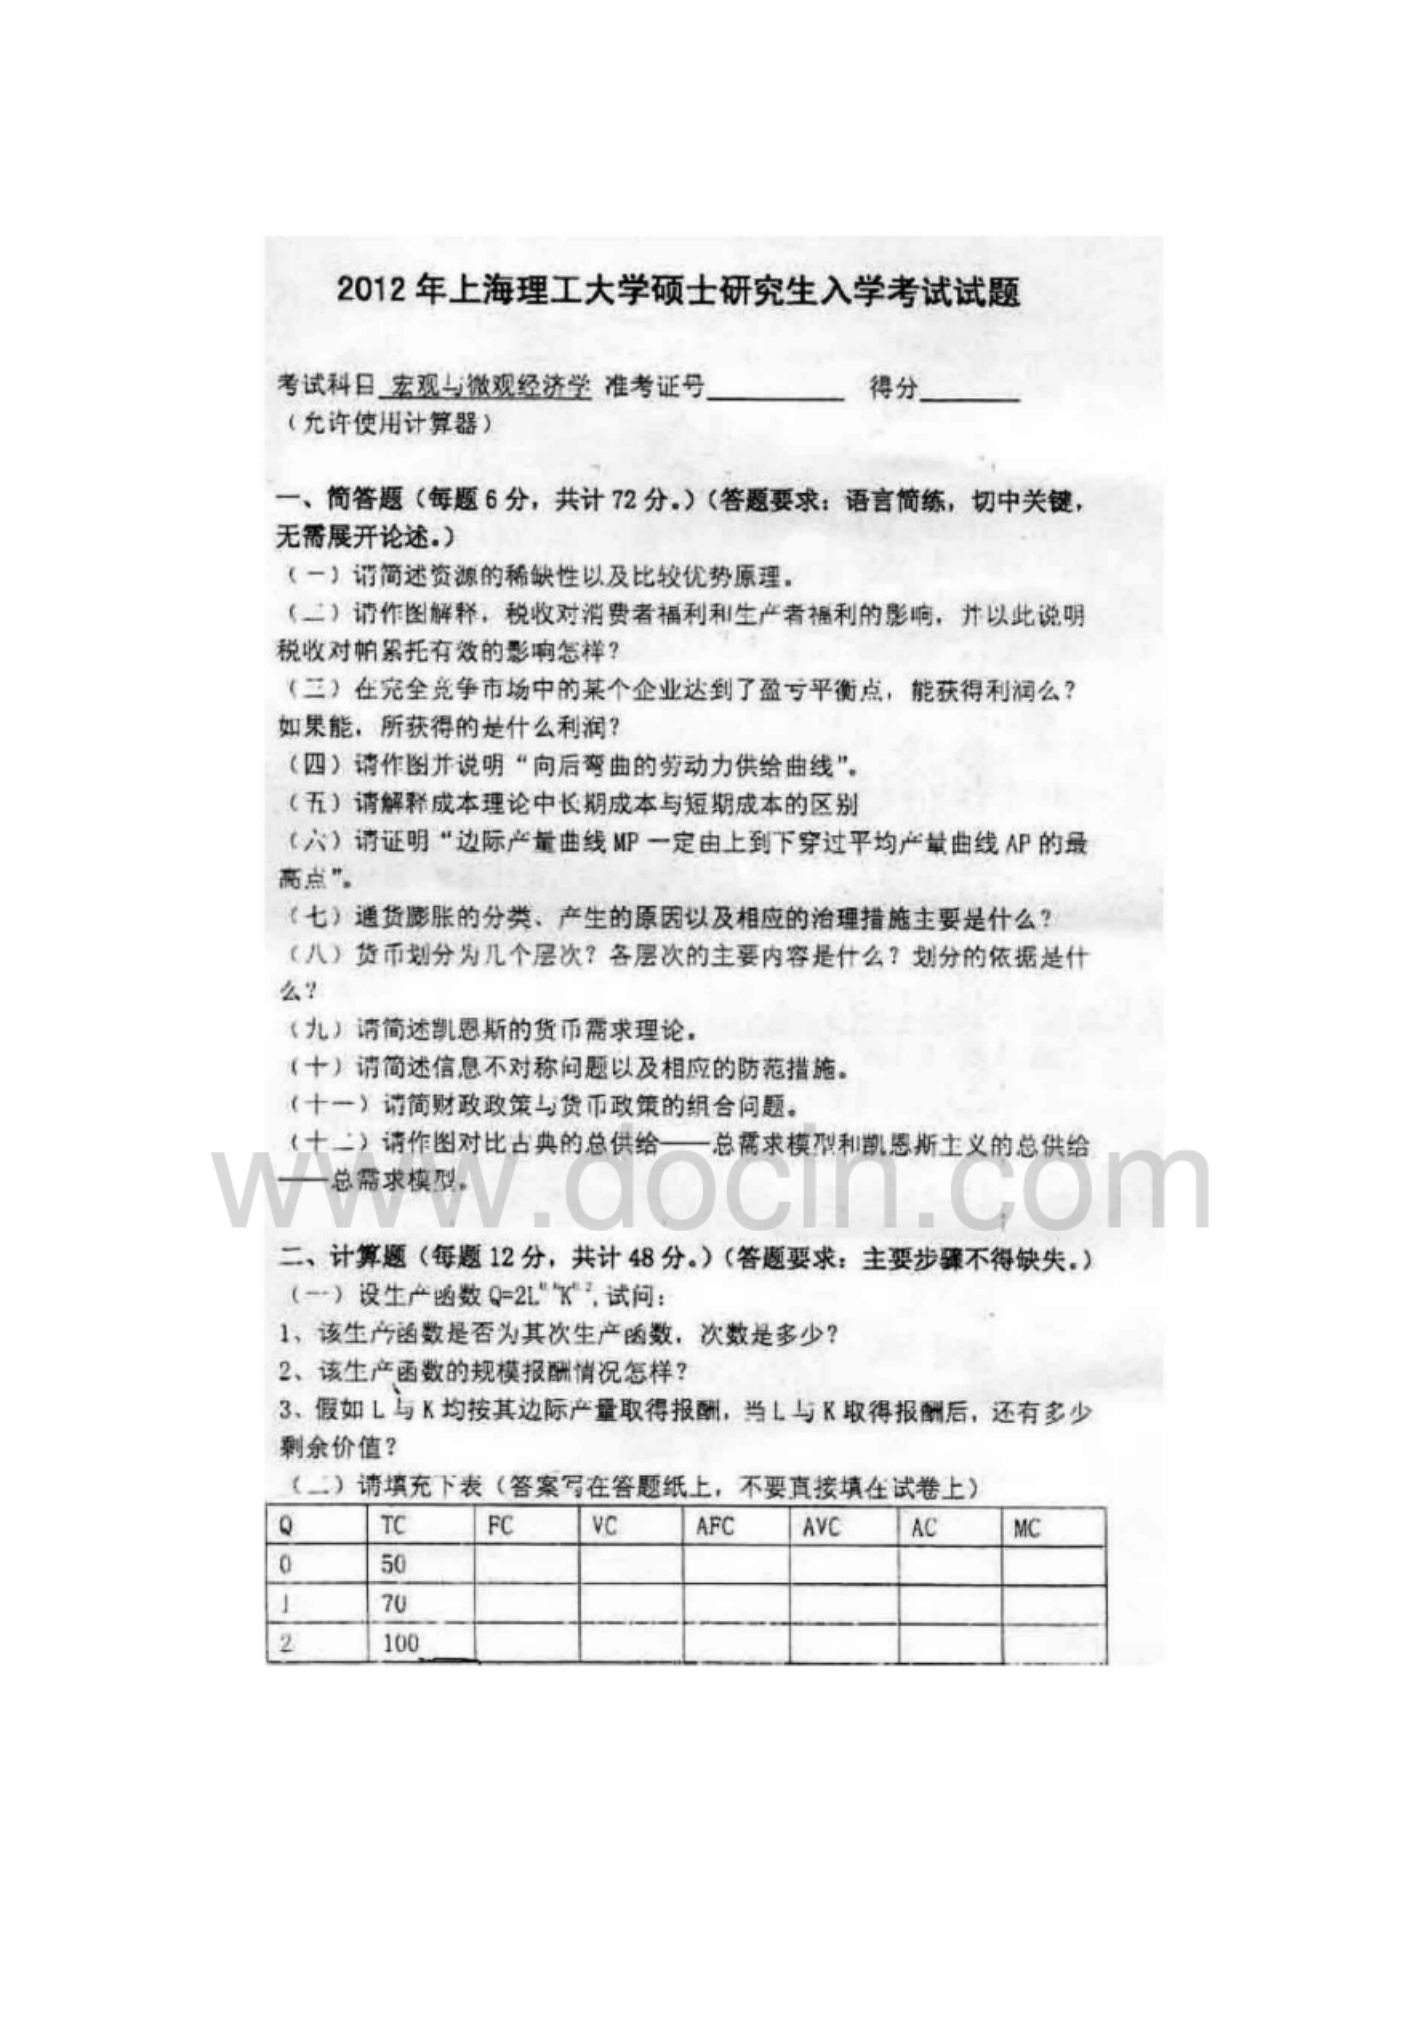 2012年上海理工大学硕士研究生入学考试试题
考试科目 宏观与微观经济学 准考证号__________ 得分_______
（允许使用计算器）
一、简答题（每题6分，共计72分。）（答题要求：语言简练，切中关键，
无需展开论述。）
（一）请简述资源的稀缺性以及比较优势原理。
（二）请作图解释，税收对消费者福利和生产者福利的影响，并以此说明
税收对帕累托有效的影响怎样？
（三）在完全竞争市场中的某个企业达到了盈亏平衡点，能获得利润么？
如果能，所获得的是什么利润？
（四）请作图并说明“向后弯曲的劳动力供给曲线”。
（五）请解释成本理论中长期成本与短期成本的区别
（六）请证明“边际产量曲线MP一定由上到下穿过平均产量曲线AP的最
高点”。
（七）通货膨胀的分类、产生的原因以及相应的治理措施主要是什么？
（八）货币划分为几个层次？各层次的主要内容是什么？划分的依据是什
么？
（九）请简述凯恩斯的货币需求理论。
（十）请简述信息不对称问题以及相应的防范措施。
（十一）请简财政政策与货币政策的组合问题。
（十二）请作图对比古典的总供给——总需求模型和凯恩斯主义的总供给
——总需求模型。
www.docin.com
二、计算题（每题12分，共计48分。）（答题要求：主要步骤不得缺失。）
（一）设生产函数Q=2L K ,试问：
1、该生产函数是否为其次生产函数，次数是多少？
2、该生产函数的规模报酬情况怎样？
3、假如L与K均按其边际产量取得报酬，当L与K取得报酬后，还有多少
剩余价值？
（二）请填充下表（答案写在答题纸上，不要直接填在试卷上）
Q TC FC VC AFC AVC AC MC
0 50
1 70
2 100